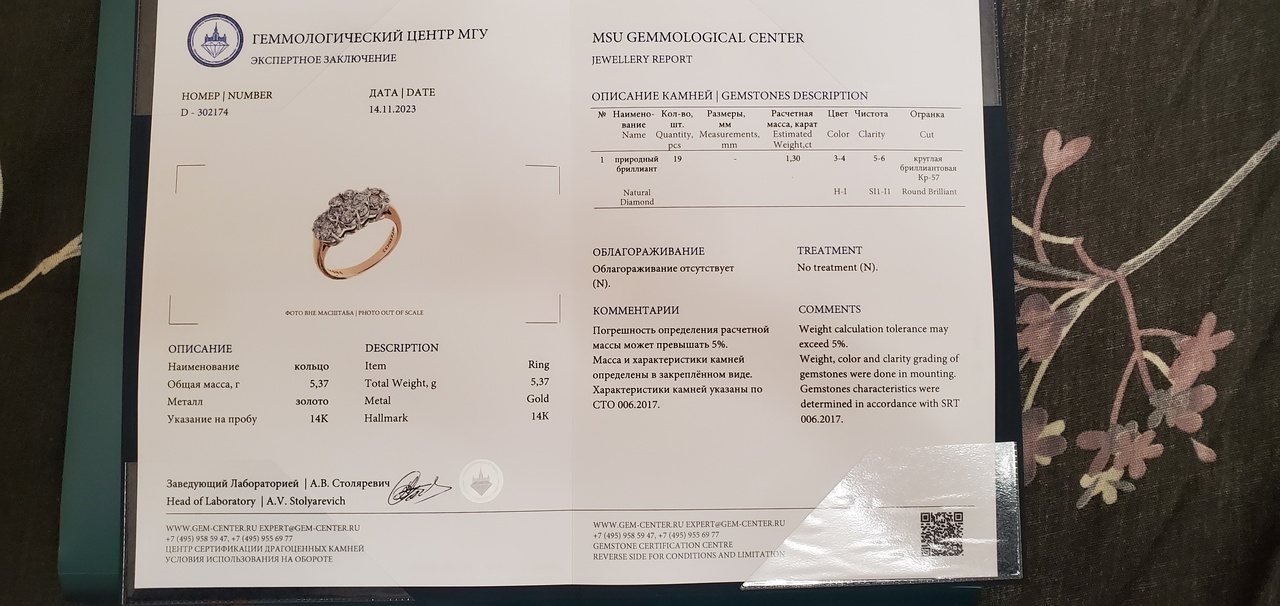 ГЕММОЛОГИЧЕСКИЙ ЦЕНТР МГУ
ЭКСПЕРТНОЕ ЗАКЛЮЧЕНИЕ
НОМЕР | NUMBER
D - 302174
ДАТА | DATE
14.11.2023
ФОТО ВНЕ МАСШТАБА | PHOTO OUT OF SCALE
ОПИСАНИЕ DESCRIPTION
Наименование кольцо Item Ring
Общая масса, г 5,37 Total Weight, g 5,37
Металл золото Metal Gold
Указание на пробу 14К Hallmark 14K
Заведующий Лабораторией | А.В. Столяревич
Head of Laboratory | A.V. Stolyarevich
WWW.GEM-CENTER.RU EXPERT@GEM-CENTER.RU
+7 (495) 958 59 47, +7 (495) 955 69 77
ЦЕНТР СЕРТИФИКАЦИИ ДРАГОЦЕННЫХ КАМНЕЙ
УСЛОВИЯ ИСПОЛЬЗОВАНИЯ НА ОБОРОТЕ
MSU GEMMOLOGICAL CENTER
JEWELLERY REPORT
ОПИСАНИЕ КАМНЕЙ | GEMSTONES DESCRIPTION
№ Наимено- Кол-во, Размеры, Расчетная Цвет Чистота Огранка
вание шт. мм масса, карат
Name Quantity, Measurements, Estimated Color Clarity Cut
pcs mm Weight,ct
1 природный 19 - 1,30 3-4 5-6 круглая
бриллиант бриллиантовая
Кр-57
Natural H-I SI1-I1 Round Brilliant
Diamond
ОБЛАГОРАЖИВАНИЕ
Облагораживание отсутствует
(N).
TREATMENT
No treatment (N).
КОММЕНТАРИИ
Погрешность определения расчетной
массы может превышать 5%.
Масса и характеристики камней
определены в закреплённом виде.
Характеристики камней указаны по
СТО 006.2017.
COMMENTS
Weight calculation tolerance may
exceed 5%.
Weight, color and clarity grading of
gemstones were done in mounting.
Gemstones characteristics were
determined in accordance with SRT
006.2017.
WWW.GEM-CENTER.RU EXPERT@GEM-CENTER.RU
+7 (495) 958 59 47, +7 (495) 955 69 77
GEMSTONE CERTIFICATION CENTRE
REVERSE SIDE FOR CONDITIONS AND LIMITATION